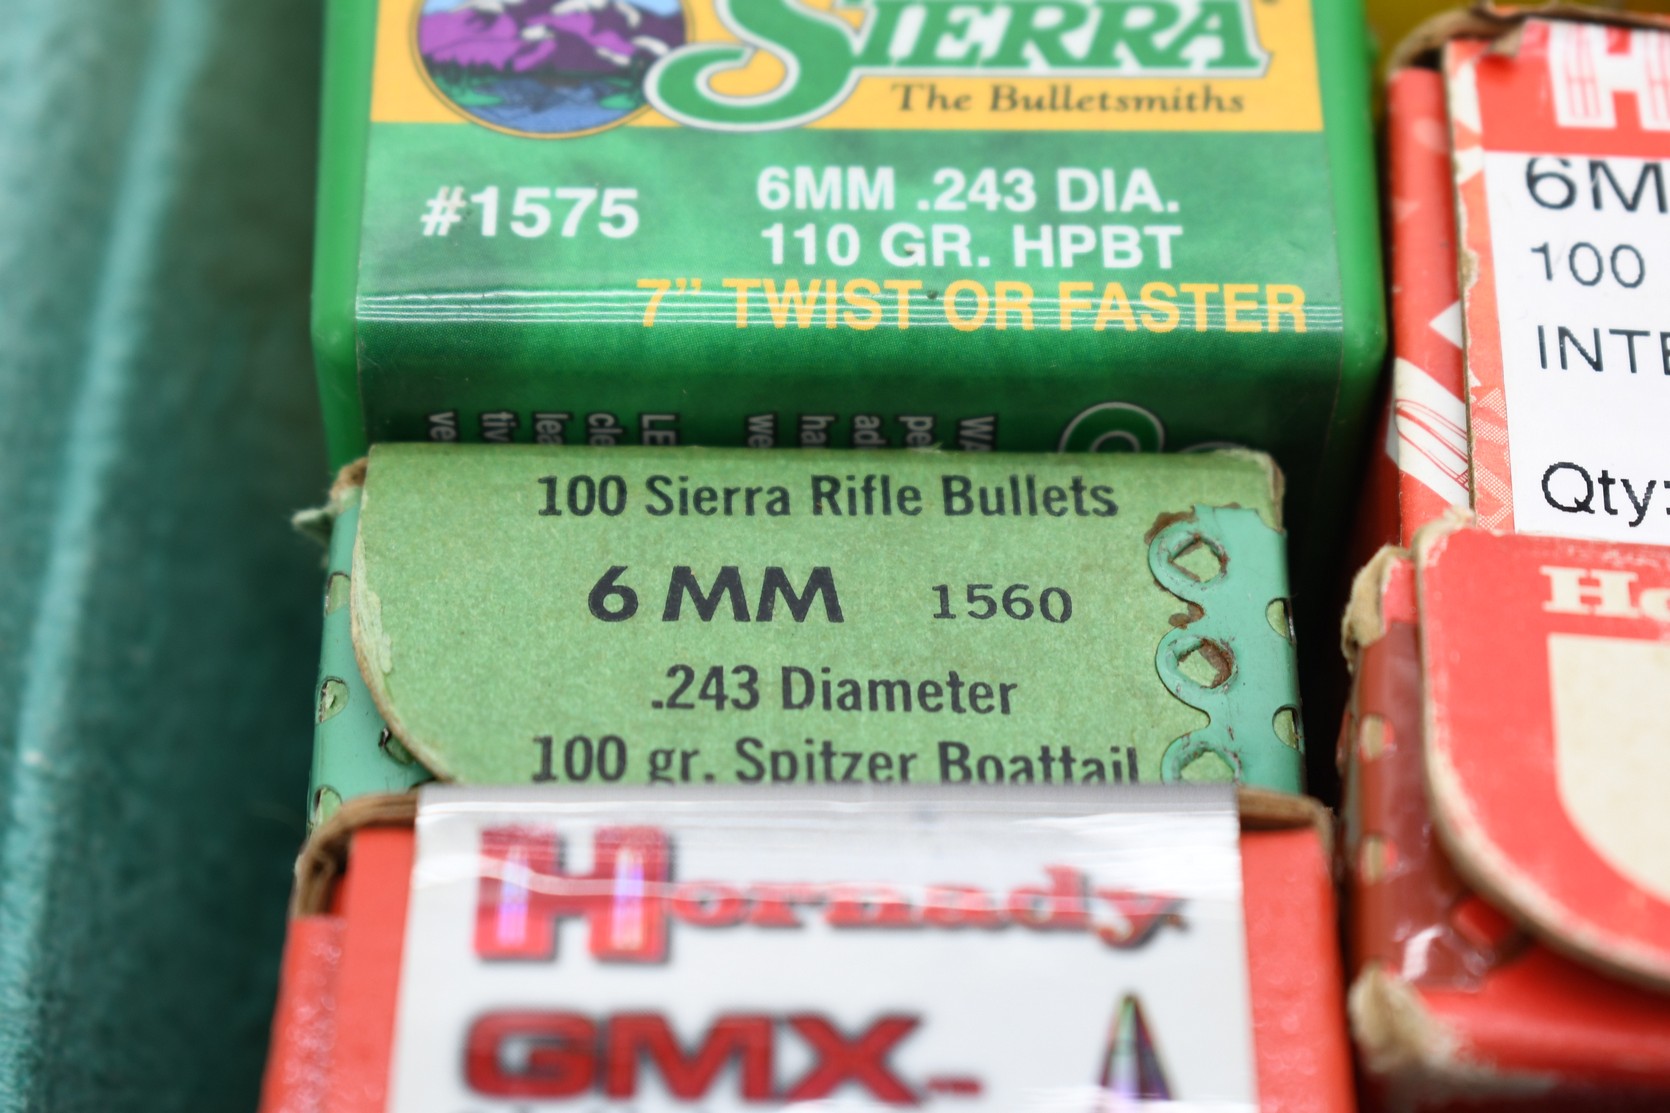 SIERRA
The Bulletsmiths
#1575
6MM .243 DIA.
110 GR. HPBT
7” TWIST OR FASTER
100 Sierra Rifle Bullets
6 MM 1560
.243 Diameter
100 gr. Spitzer Boattail
Hornady
GMX
H
6M
100
INTE
Qty:
Ho